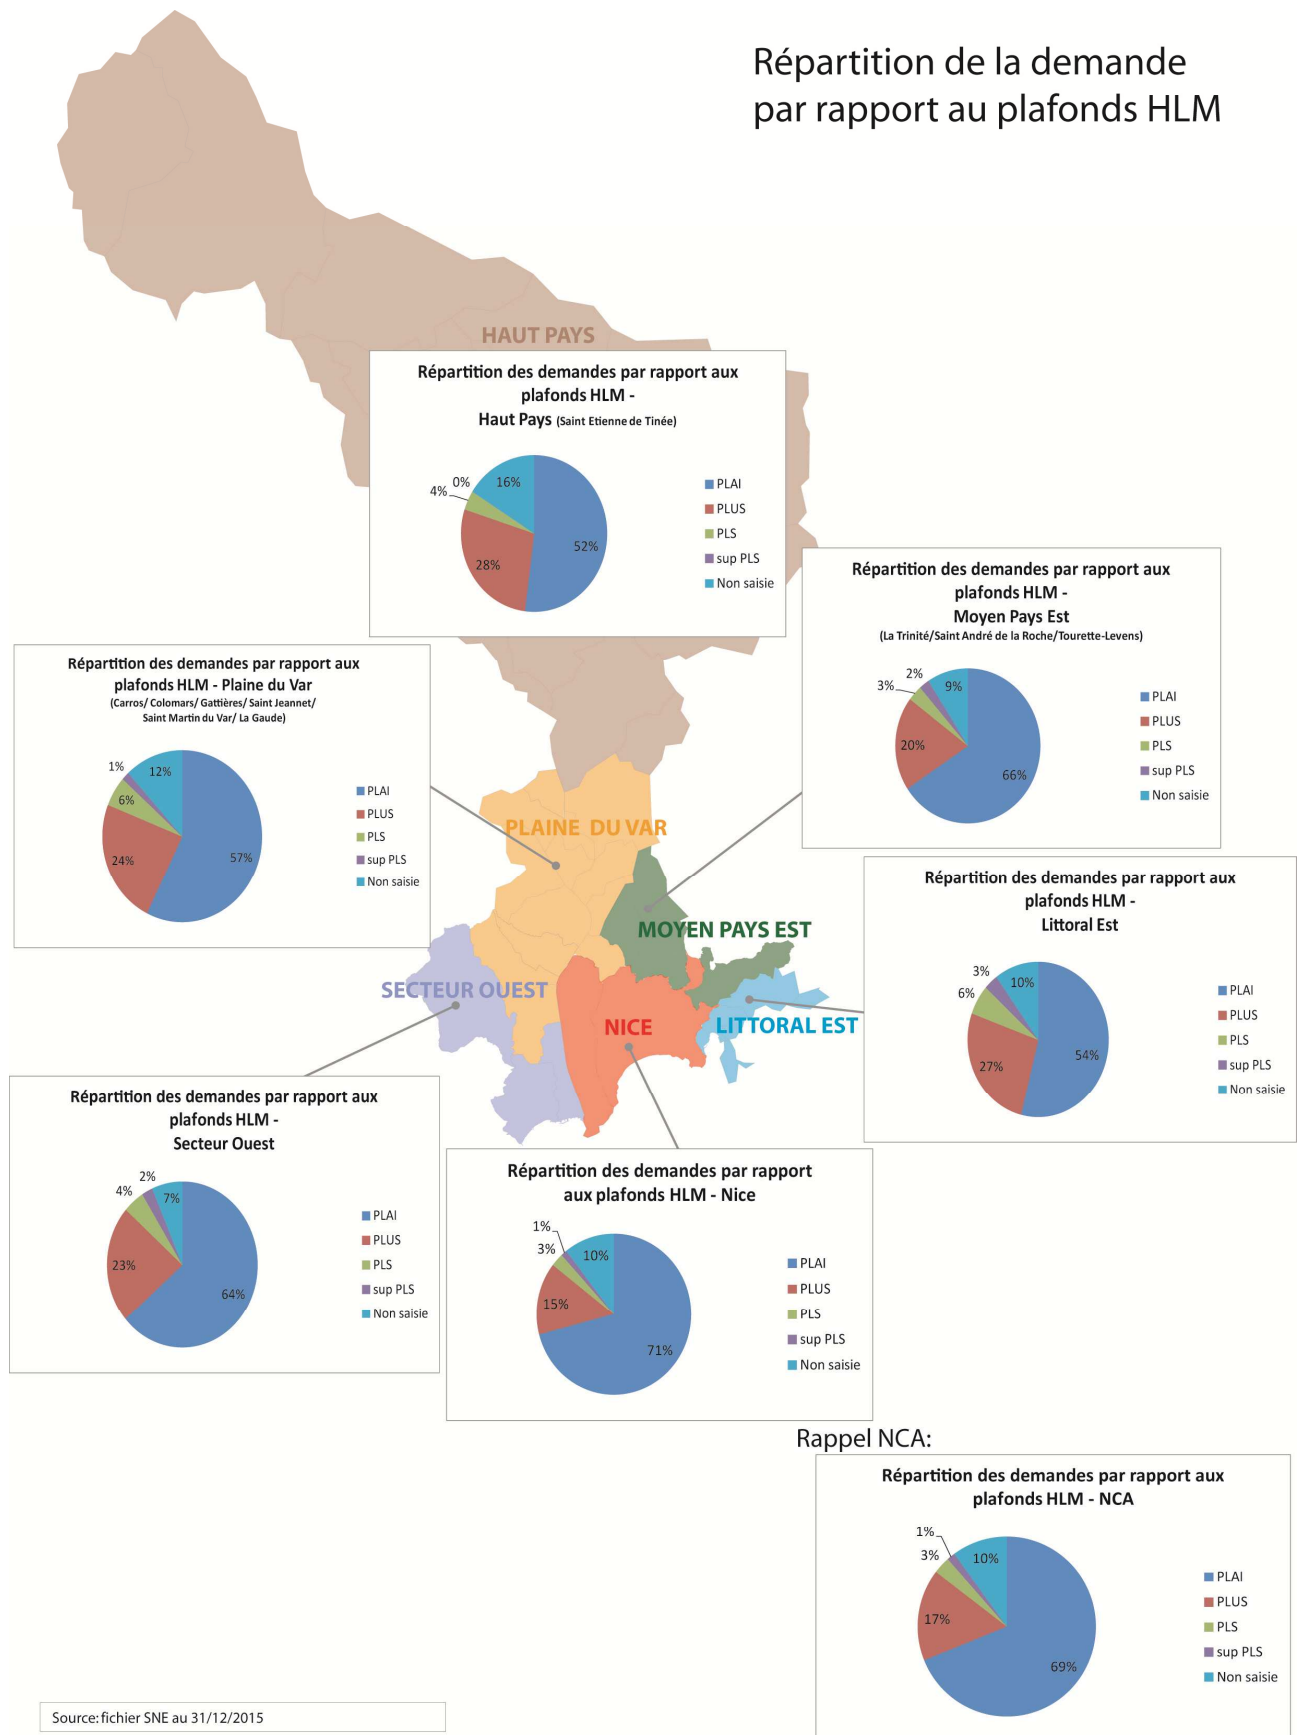 Répartition de la demande
par rapport au plafonds HLM
HAUT PAYS
Répartition des demandes par rapport aux
plafonds HLM -
Haut Pays (Saint Etienne de Tinée)
0%
16%
4%
52%
28%
PLAI
PLUS
PLS
sup PLS
Non saisie
Répartition des demandes par rapport aux
plafonds HLM -
Moyen Pays Est
(La Trinité/Saint André de la Roche/Tourette-Levens)
2%
3%
9%
20%
66%
PLAI
PLUS
PLS
sup PLS
Non saisie
Répartition des demandes par rapport aux
plafonds HLM - Plaine du Var
(Carros/ Colomars/ Gattières/ Saint Jeannet/
Saint Martin du Var/ La Gaude)
1%
12%
6%
24%
57%
PLAI
PLUS
PLS
sup PLS
Non saisie
PLAINE DU VAR
MOYEN PAYS EST
SECTEUR OUEST
NICE
LITTORAL EST
Répartition des demandes par rapport aux
plafonds HLM -
Littoral Est
3%
10%
6%
27%
54%
PLAI
PLUS
PLS
sup PLS
Non saisie
Répartition des demandes par rapport aux
plafonds HLM -
Secteur Ouest
2%
4%
7%
23%
64%
PLAI
PLUS
PLS
sup PLS
Non saisie
Répartition des demandes par rapport
aux plafonds HLM - Nice
1%
3%
10%
15%
71%
PLAI
PLUS
PLS
sup PLS
Non saisie
Rappel NCA:
Répartition des demandes par rapport aux
plafonds HLM - NCA
1%
3%
10%
17%
69%
PLAI
PLUS
PLS
sup PLS
Non saisie
Source: fichier SNE au 31/12/2015